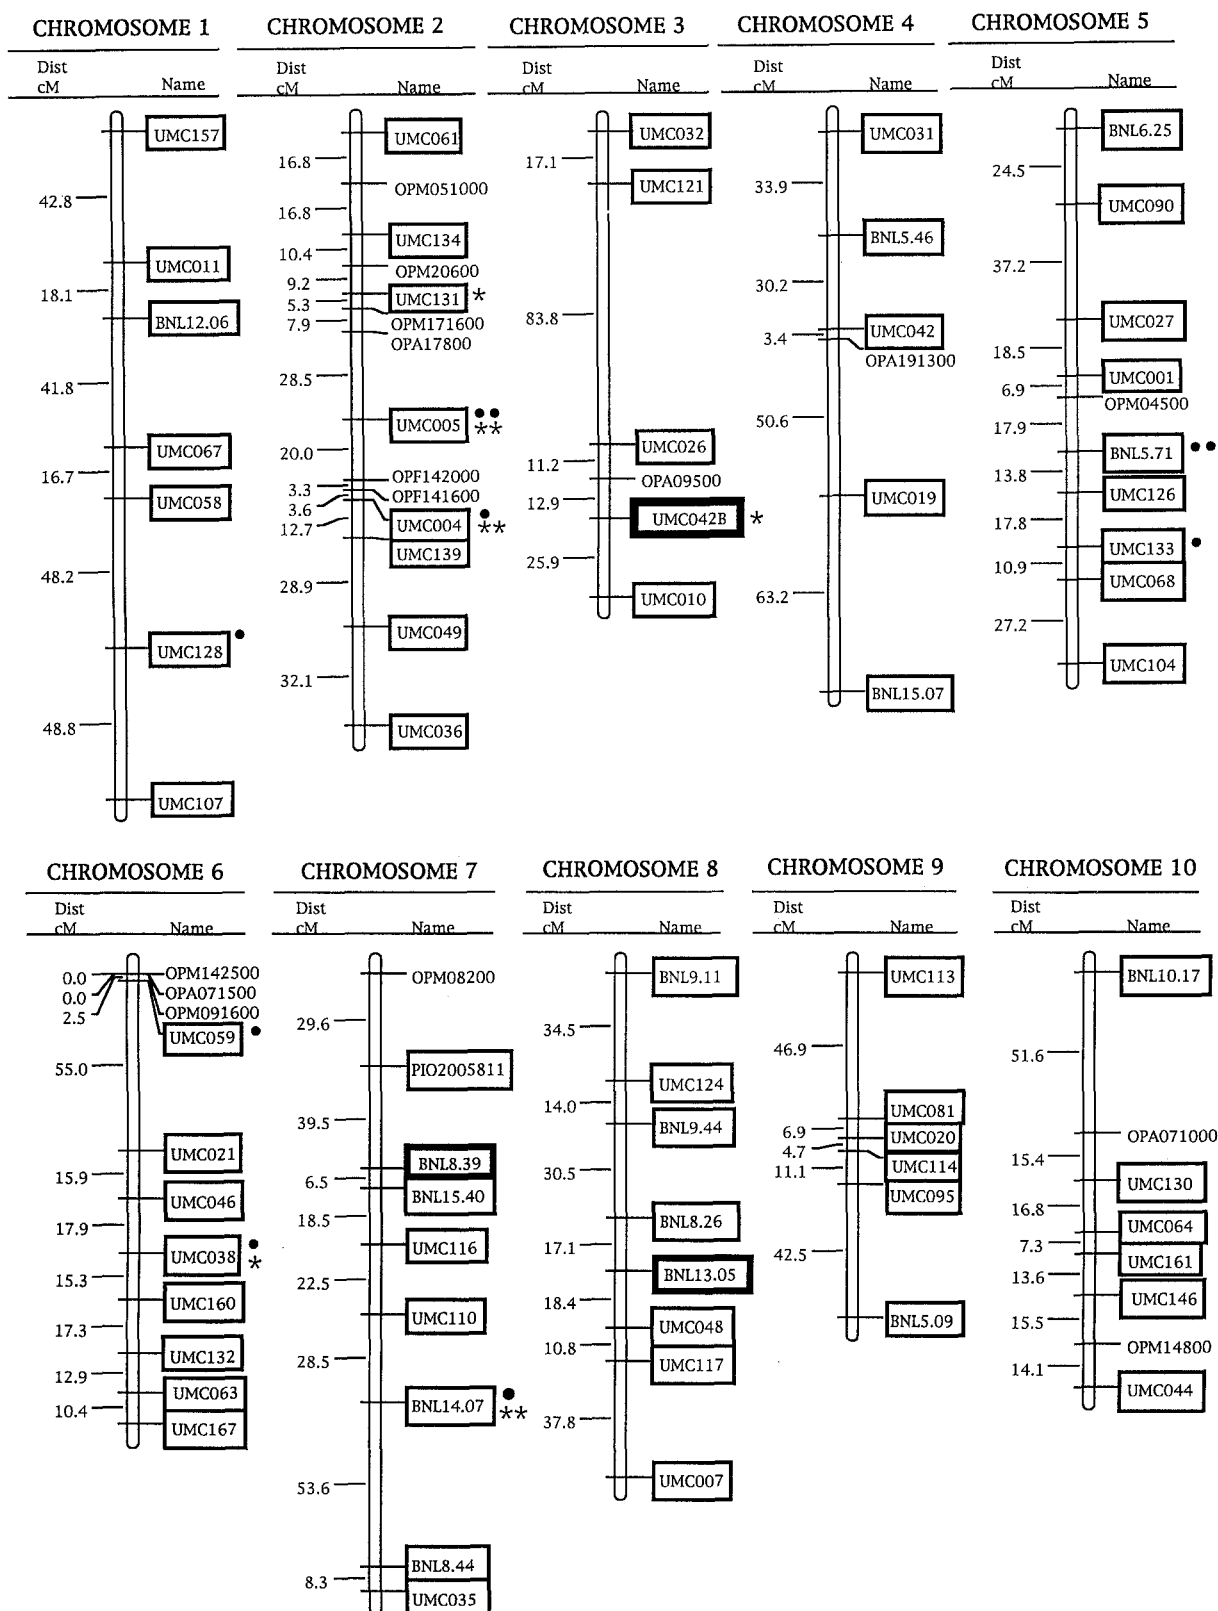 CHROMOSOME 1
Dist
cM Name
UMC157
42.8
UMC011
18.1
BNL12.06
41.8
UMC067
16.7
UMC058
48.2
UMC128 •
48.8
UMC107
CHROMOSOME 2
Dist
cM Name
UMC061
16.8
OPM051000
16.8
UMC134
10.4
OPM20600
9.2
UMC131 *
5.3
OPM171600
7.9
OPA17800
28.5
UMC005 •• **
20.0
OPF142000
3.3
OPF141600
3.6
UMC004 • **
12.7
UMC139
28.9
UMC049
32.1
UMC036
CHROMOSOME 3
Dist
cM Name
UMC032
17.1
UMC121
83.8
UMC026
11.2
OPA09500
12.9
UMC042B *
25.9
UMC010
CHROMOSOME 4
Dist
cM Name
UMC031
33.9
BNL5.46
30.2
UMC042
3.4
OPA191300
50.6
UMC019
63.2
BNL15.07
CHROMOSOME 5
Dist
cM Name
BNL6.25
24.5
UMC090
37.2
UMC027
18.5
UMC001
6.9
OPM04500
17.9
BNL5.71 ••
13.8
UMC126
17.8
UMC133 •
10.9
UMC068
27.2
UMC104
CHROMOSOME 6
Dist
cM Name
OPM142500
0.0
OPA071500
0.0
OPM091600
2.5
UMC059 •
55.0
UMC021
15.9
UMC046
17.9
UMC038 • *
15.3
UMC160
17.3
UMC132
12.9
UMC063
10.4
UMC167
CHROMOSOME 7
Dist
cM Name
OPM08200
29.6
PIO2005811
39.5
BNL8.39
6.5
BNL15.40
18.5
UMC116
22.5
UMC110
28.5
BNL14.07 • **
53.6
BNL8.44
8.3
UMC035
CHROMOSOME 8
Dist
cM Name
BNL9.11
34.5
UMC124
14.0
BNL9.44
30.5
BNL8.26
17.1
BNL13.05
18.4
UMC048
10.8
UMC117
37.8
UMC007
CHROMOSOME 9
Dist
cM Name
UMC113
46.9
UMC081
6.9
UMC020
4.7
UMC114
11.1
UMC095
42.5
BNL5.09
CHROMOSOME 10
Dist
cM Name
BNL10.17
51.6
OPA071000
15.4
UMC130
16.8
UMC064
7.3
UMC161
13.6
UMC146
15.5
OPM14800
14.1
UMC044